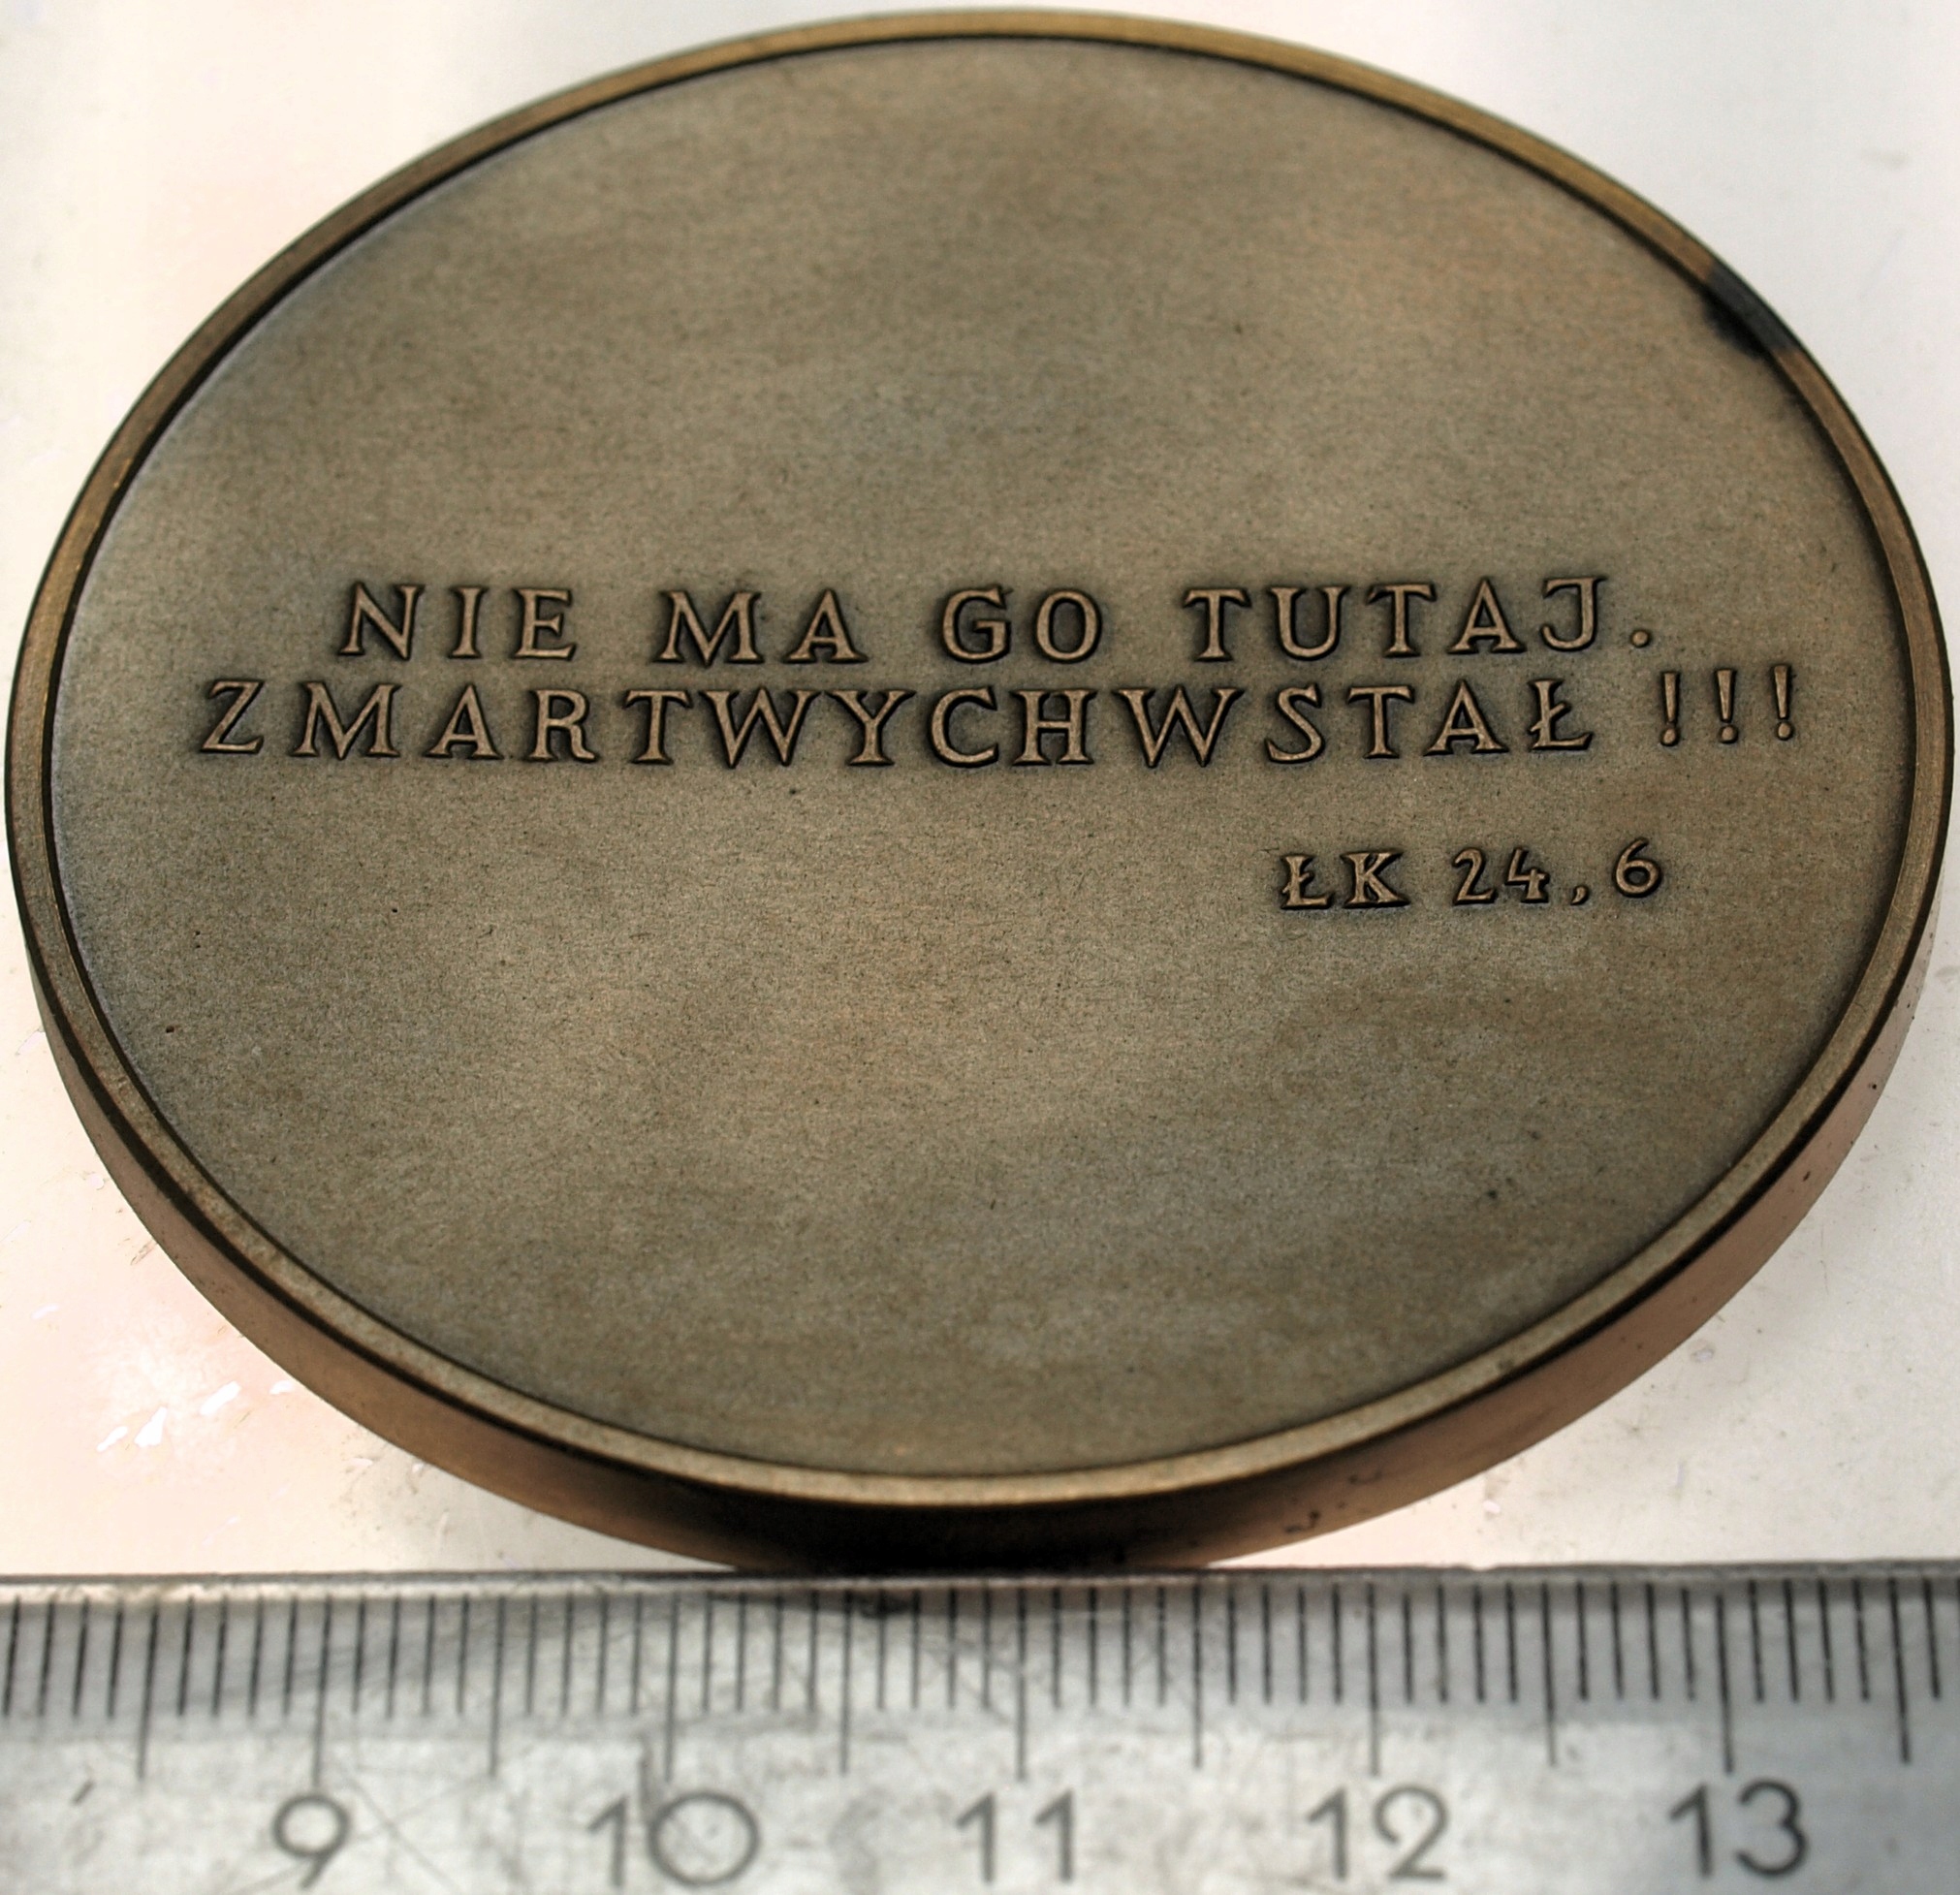 NIE MA GO TUTAJ.
ZMARTWYCHWSTAŁ !!!
ŁK 24,6
9 10 11 12 13